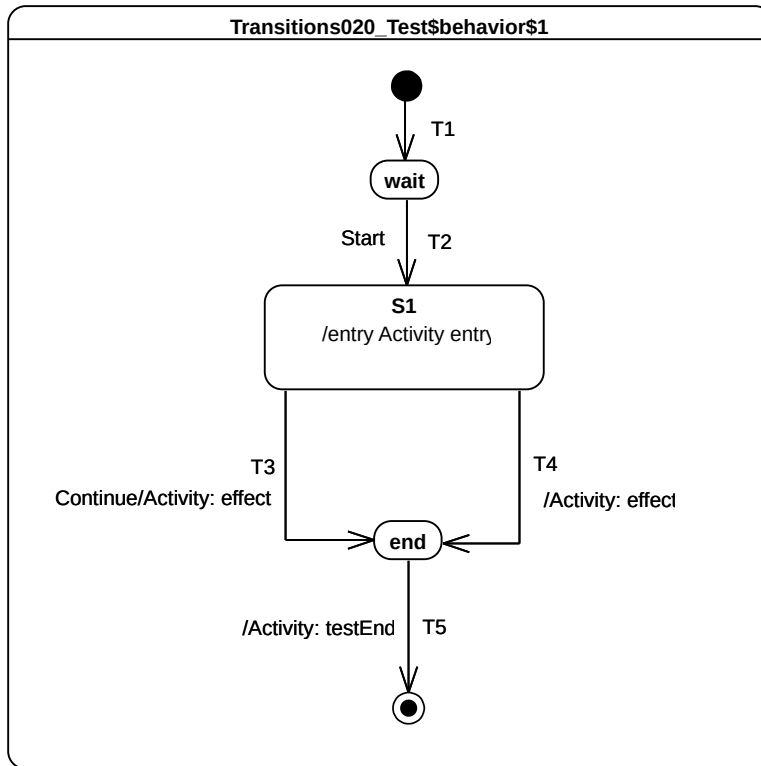 Transitions020_Test$behavior$1
T1
wait
Start
T2
S1
/entry Activity entry
T3
T4
Continue/Activity: effect
/Activity: effect
end
/Activity: testEnd
T5